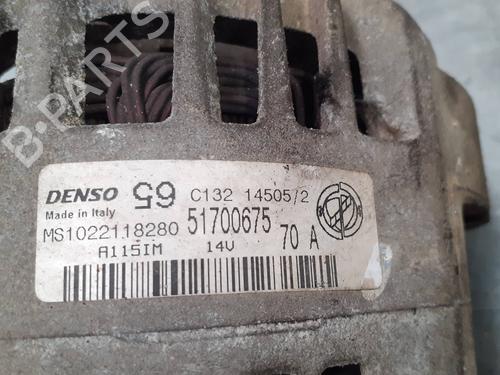 B-PARTS
DENSO 65 C132 14505/2
Made in Italy
MS1022118280 51700675
A115IM 14V 70 A